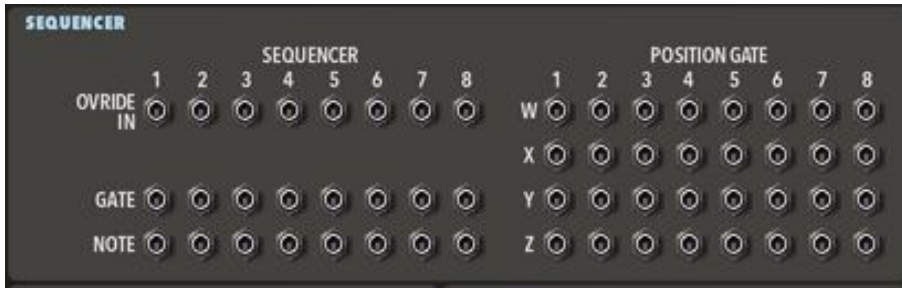 SEQUENCER
SEQUENCER
1 2 3 4 5 6 7 8
OVRIDE
IN
GATE
NOTE
POSITION GATE
1 2 3 4 5 6 7 8
W
X
Y
Z